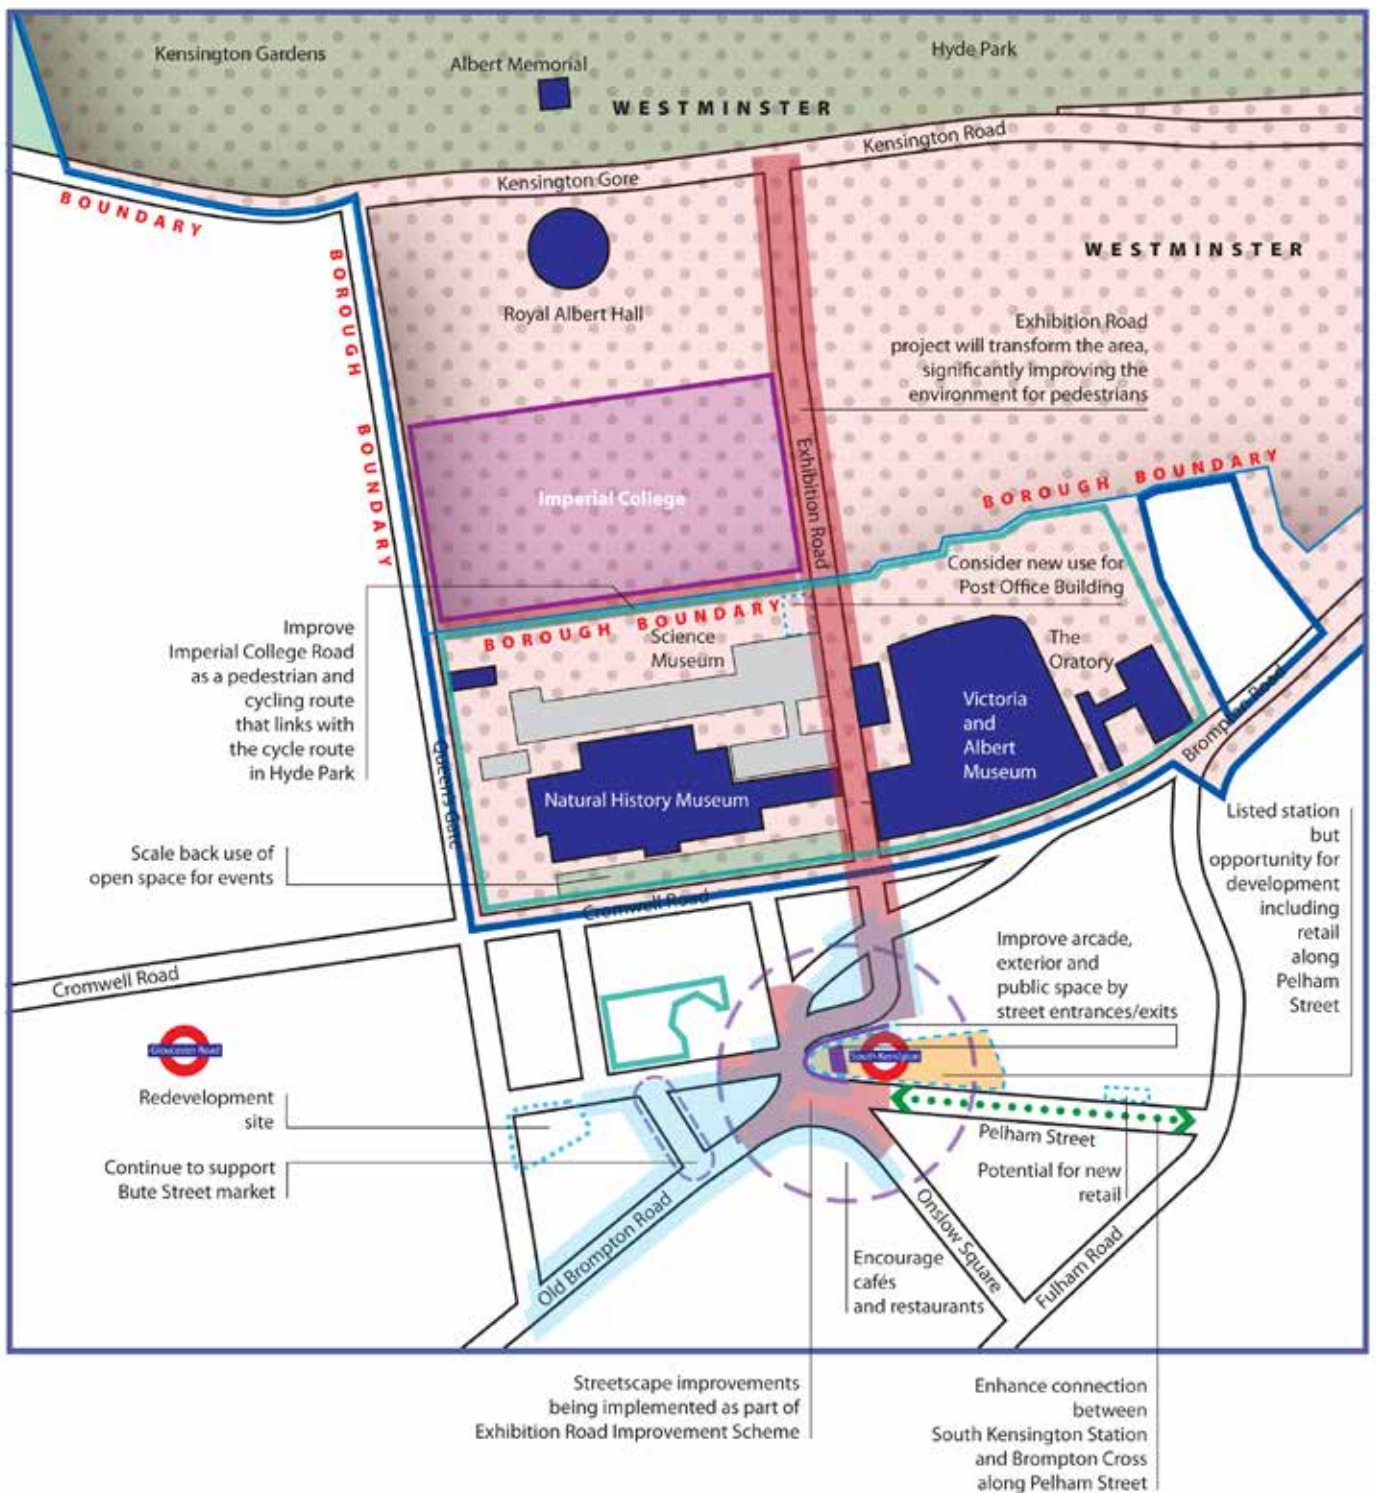 Kensington Gardens
Albert Memorial
Hyde Park
WESTMINSTER
Kensington Road
Kensington Gore
BOUNDARY
BOROUGH
BOUNDARY
WESTMINSTER
Royal Albert Hall
Exhibition Road
project will transform the area,
significantly improving the
environment for pedestrians
Imperial College
Exhibition Road
BOROUGH BOUNDARY
Consider new use for
Post Office Building
BOROUGH BOUNDARY
Improve
Imperial College Road
as a pedestrian and
cycling route
that links with
the cycle route
in Hyde Park
Science
Museum
The
Oratory
Victoria
and
Albert
Museum
Brompton Road
Queen's Gate
Natural History Museum
Scale back use of
open space for events
Cromwell Road
Cromwell Road
Listed station
but
opportunity for
development
including
retail
along
Pelham
Street
Improve arcade,
exterior and
public space by
street entrances/exits
Gloucester Road
South Kensington
Redevelopment
site
Continue to support
Bute Street market
Pelham Street
Potential for new
retail
Old Brompton Road
Onslow Square
Fulham Road
Encourage
cafés
and restaurants
Streetscape improvements
being implemented as part of
Exhibition Road Improvement Scheme
Enhance connection
between
South Kensington Station
and Brompton Cross
along Pelham Street